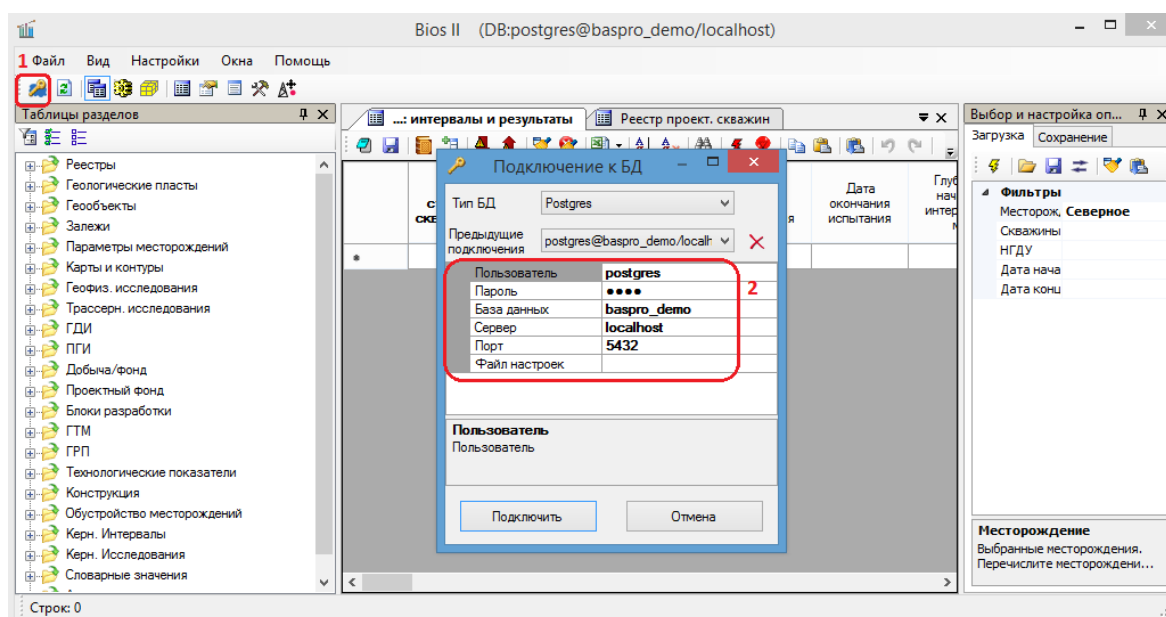 Bios II (DB:postgres@baspro_demo/localhost)
1 Файл Вид Настройки Окна Помощь
Таблицы разделов
Реестры
Геологические пласты
Геообъекты
Залежи
Параметры месторождений
Карты и контуры
Геофиз. исследования
Трассерн. исследования
ГДИ
ПГИ
Добыча/фонд
Проектный фонд
Блоки разработки
ГТМ
ГРП
Технологические показатели
Конструкция
Обустройство месторождений
Керн. Интервалы
Керн. Исследования
Словарные значения
...: интервалы и результаты
Реестр проект. скважин
Дата
окончания
испытания
Подключение к БД
Тип БД Postgres
Предыдущие
подключения
postgres@baspro_demo/localh
Пользователь postgres
Пароль ●●●●
2
База данных baspro_demo
Сервер localhost
Порт 5432
Файл настроек
Пользователь
Пользователь
Подключить Отмена
Выбор и настройка оп...
Загрузка Сохранение
Фильтры
Месторож, Северное
Скважины
НГДУ
Дата нача
Дата конц
Месторождение
Выбранные месторождения.
Перечислите месторождени...
Строк: 0